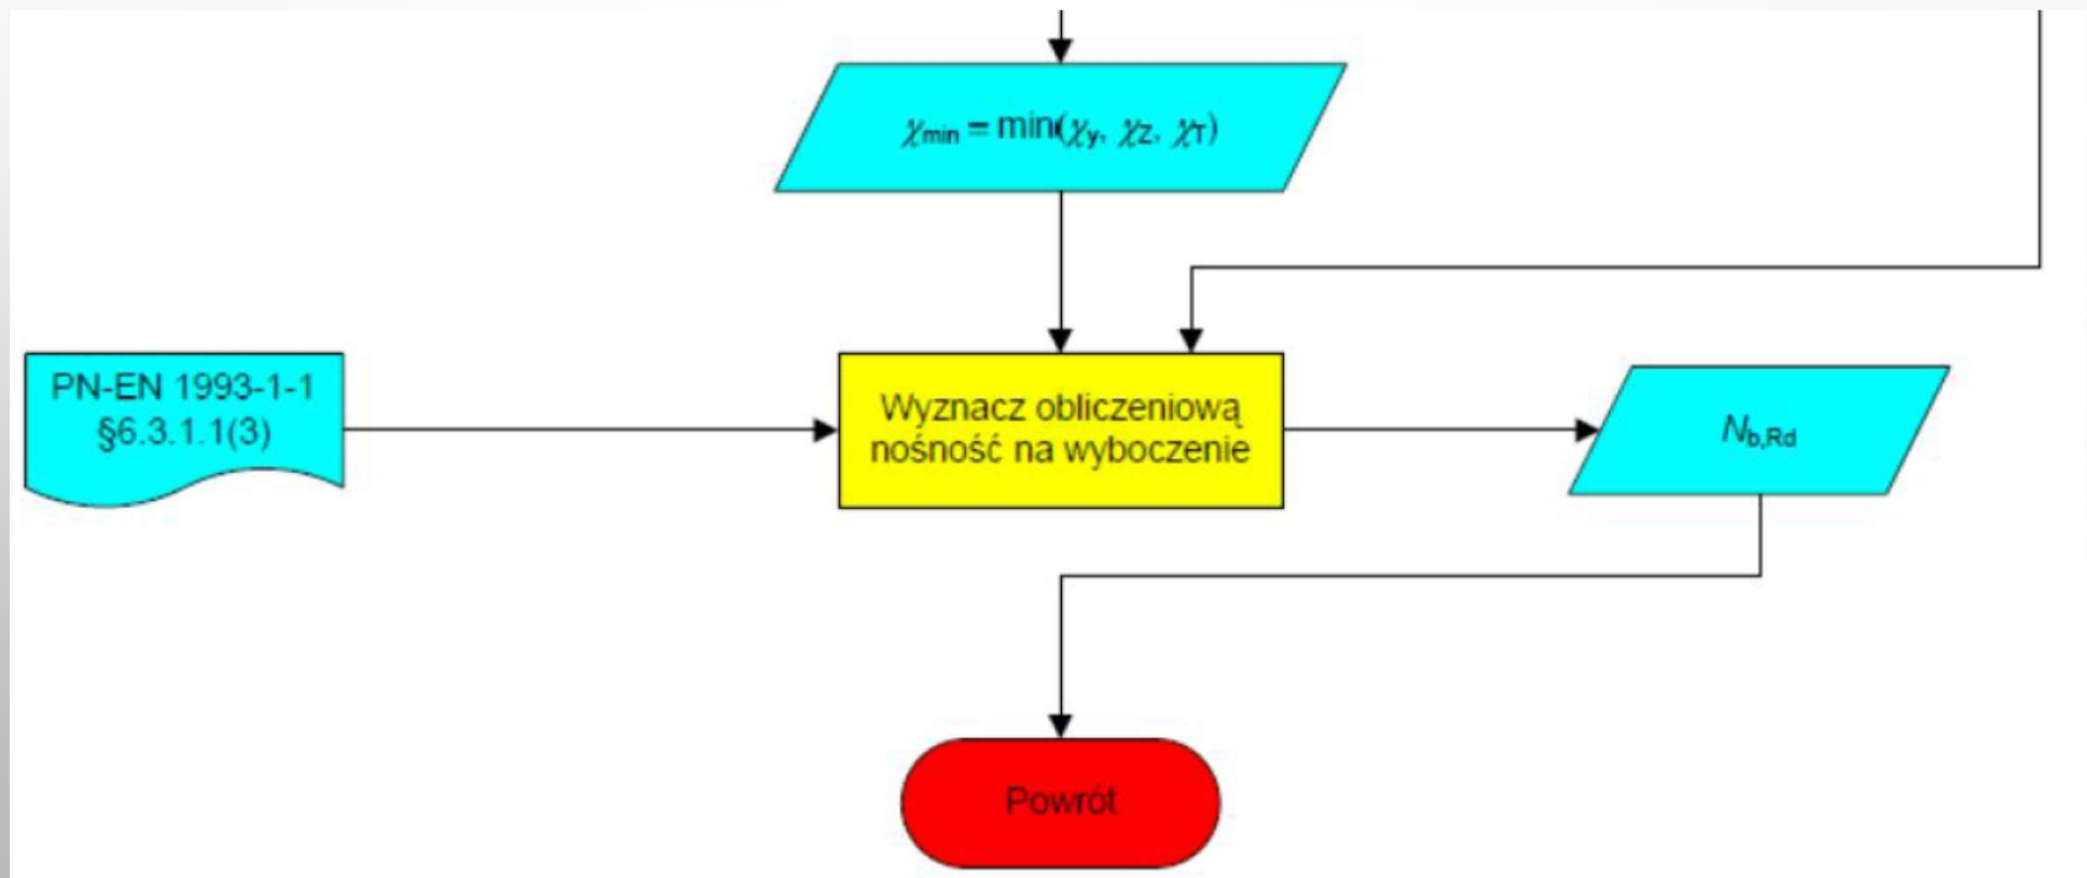 χmin = min(χy, χZ, χT)
PN-EN 1993-1-1
§6.3.1.1(3)
Wyznacz obliczeniową
nośność na wyboczenie
Nb,Rd
Powrót